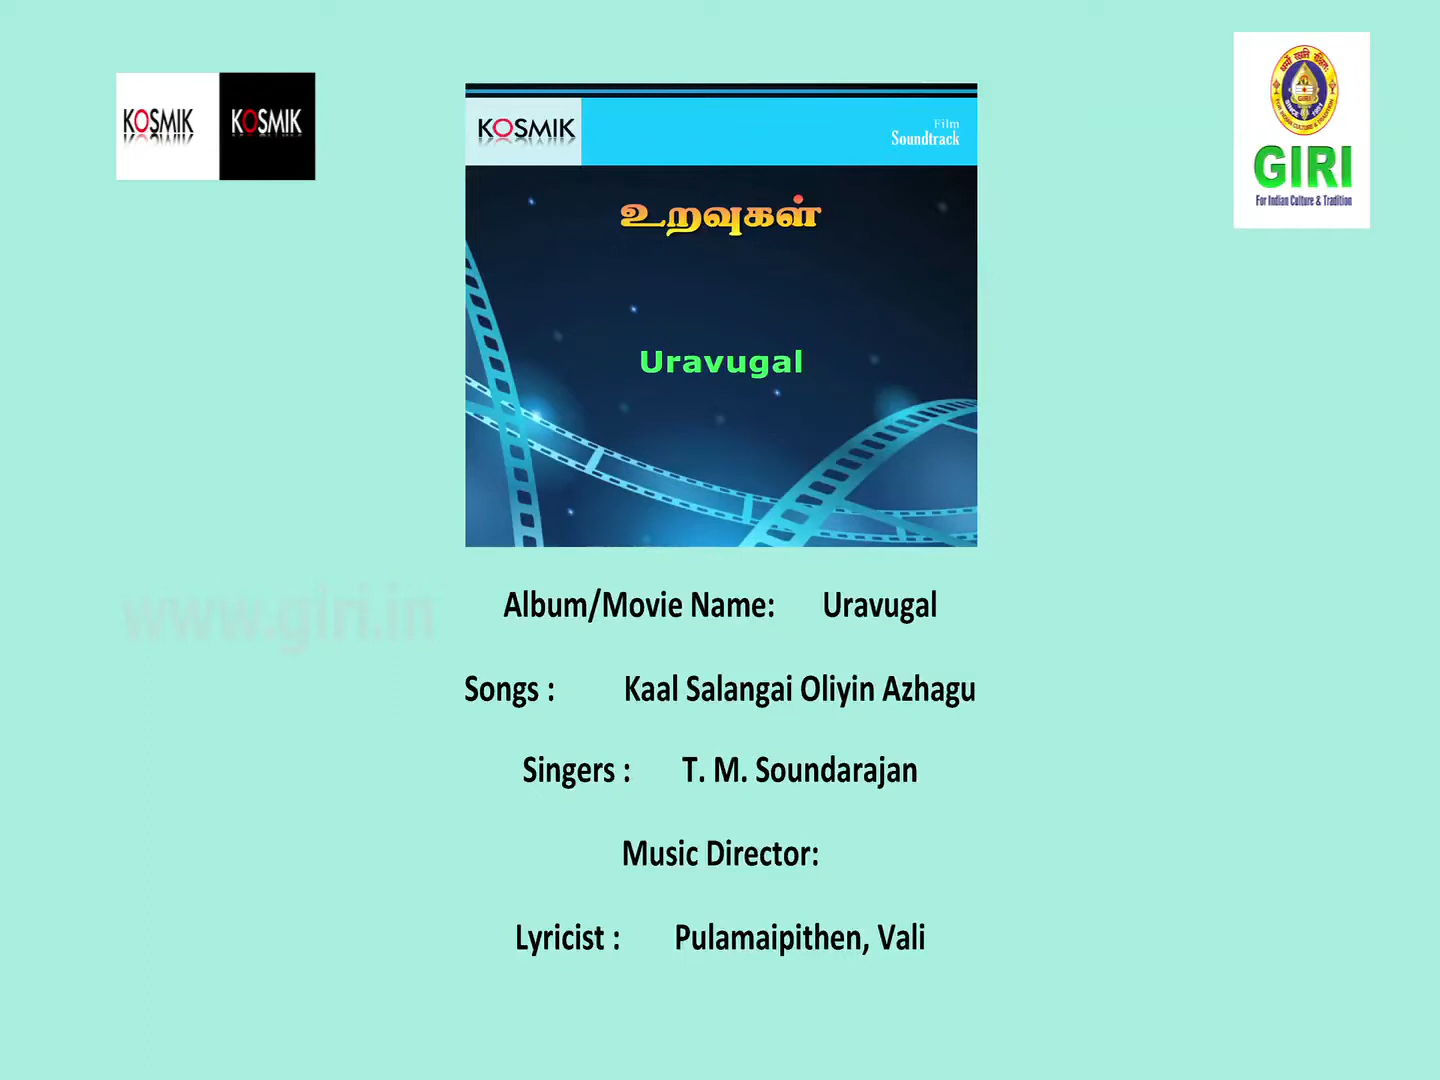 KOSMIK KOSMIK
KOSMIK
Film
Soundtrack
GIRI
For Indian Culture & Tradition
உறவுகள்
Uravugal
www.giri.in
Album/Movie Name: Uravugal
Songs : Kaal Salangai Oliyin Azhagu
Singers : T. M. Soundarajan
Music Director:
Lyricist : Pulamaipithen, Vali